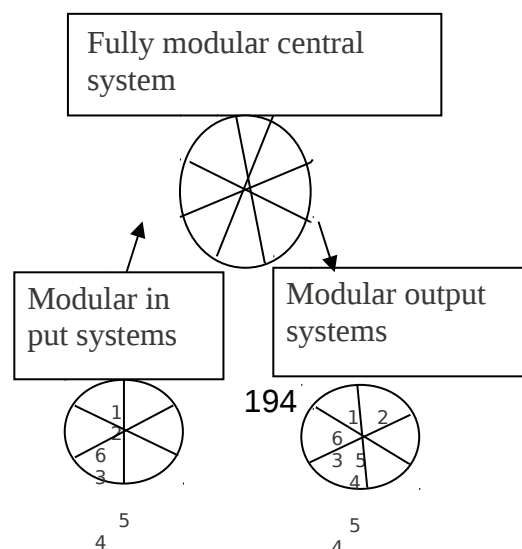 Fully modular central
system
Modular in
put systems
Modular output
systems
194
1
2
6
3
5
4
1 2
6
3 5
4
5
4